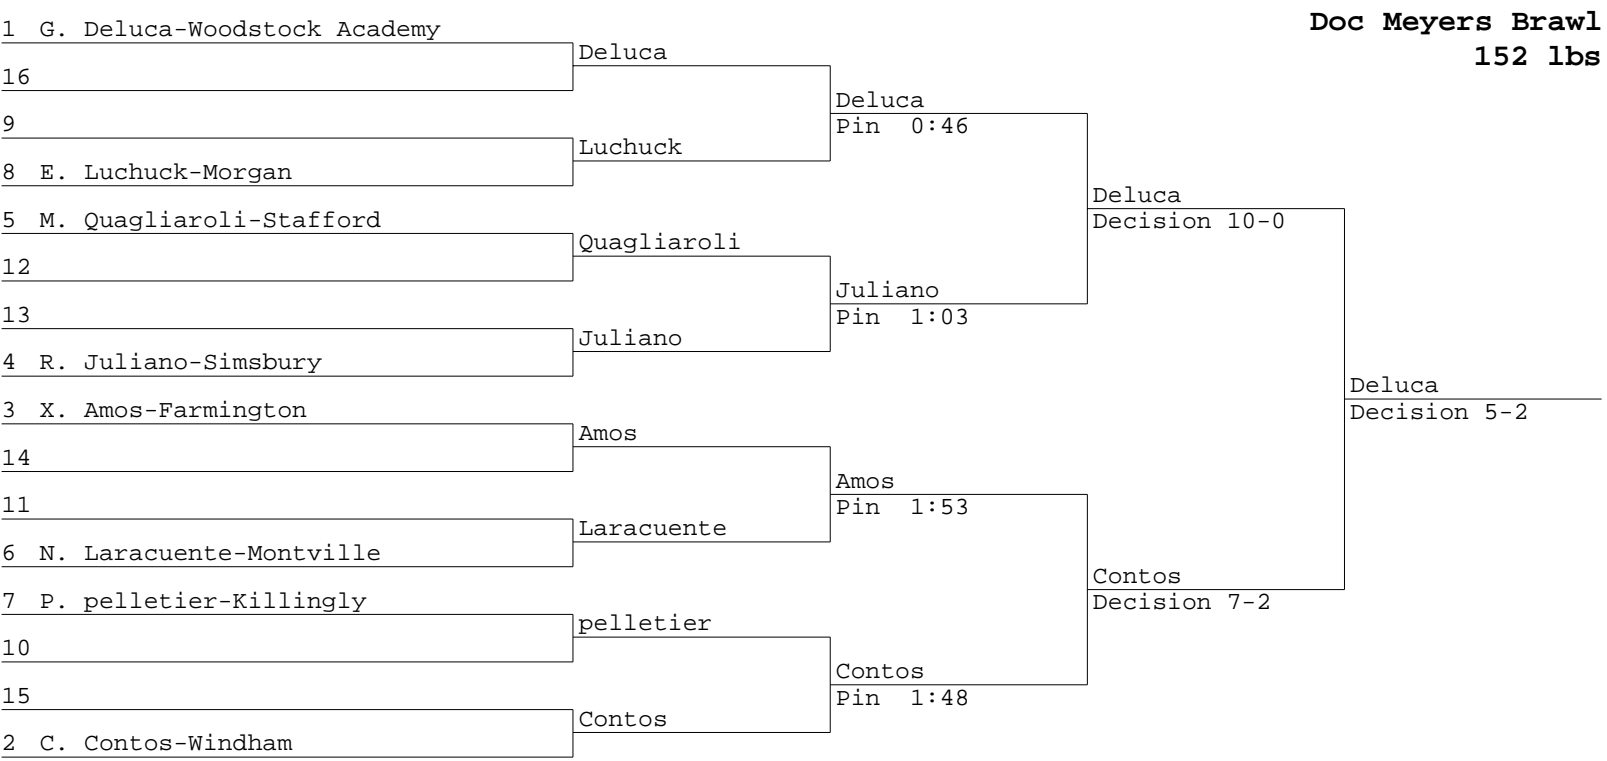 Doc Meyers Brawl
152 lbs
1 G. Deluca-Woodstock Academy
16
9
8 E. Luchuck-Morgan
5 M. Quagliaroli-Stafford
12
13
4 R. Juliano-Simsbury
3 X. Amos-Farmington
14
11
6 N. Laracuente-Montville
7 P. pelletier-Killingly
10
15
2 C. Contos-Windham
Deluca
Luchuck
Quagliaroli
Juliano
Amos
Laracuente
pelletier
Contos
Deluca
Pin 0:46
Juliano
Pin 1:03
Amos
Pin 1:53
Contos
Pin 1:48
Deluca
Decision 10-0
Contos
Decision 7-2
Deluca
Decision 5-2